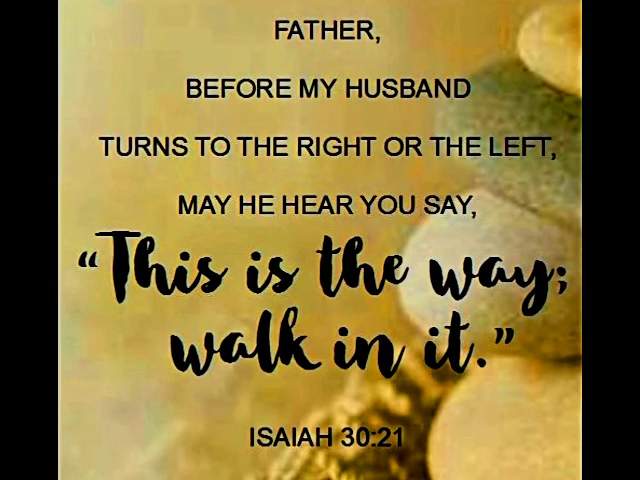 FATHER,
BEFORE MY HUSBAND
TURNS TO THE RIGHT OR THE LEFT,
MAY HE HEAR YOU SAY,
“This is the way;
walk in it.”
ISAIAH 30:21